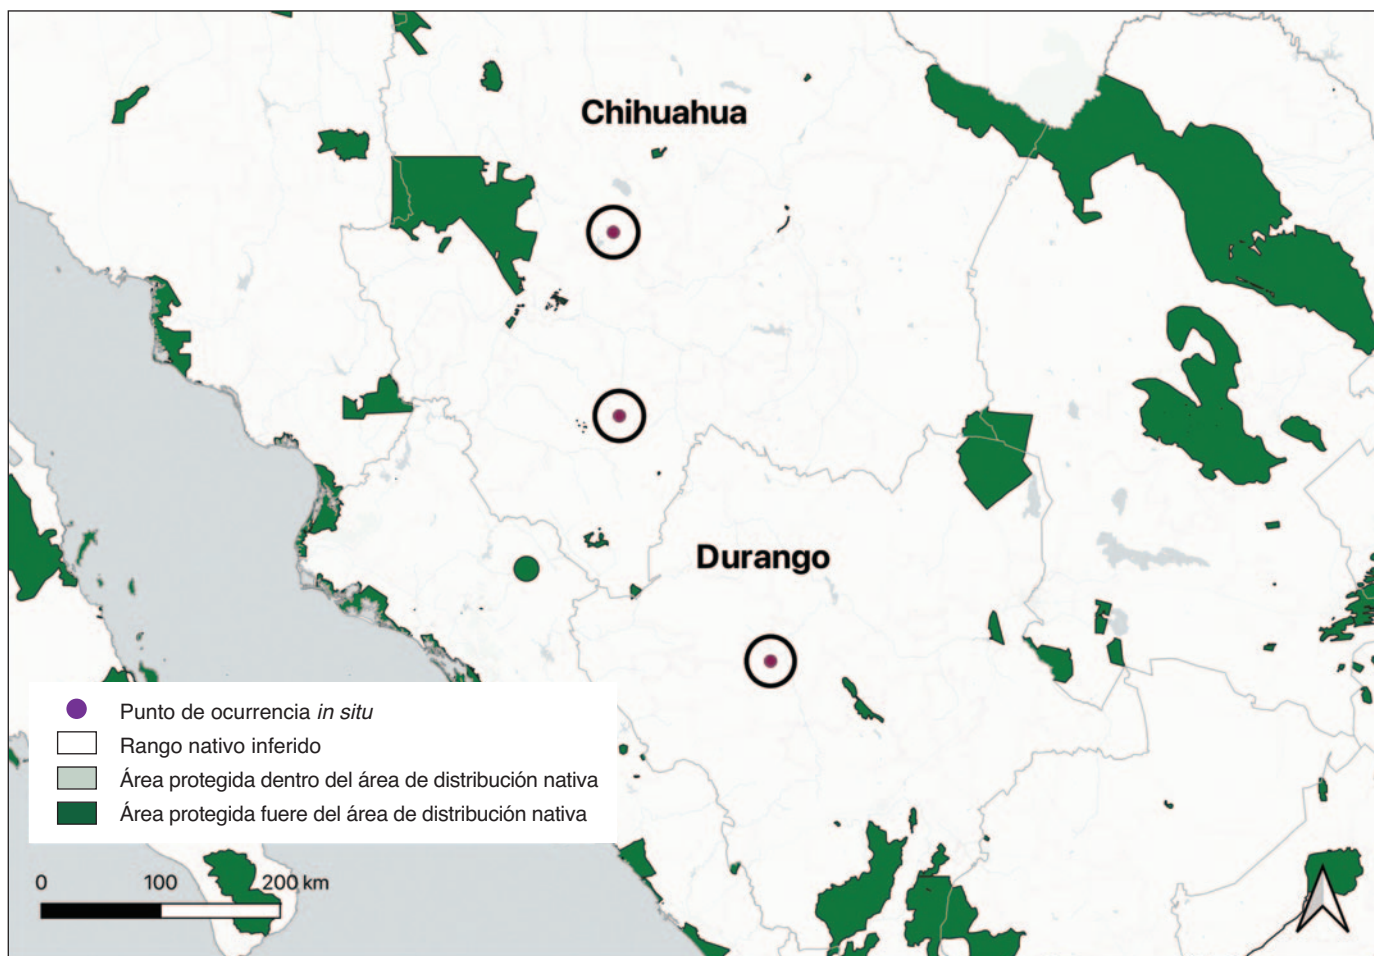 Chihuahua
Durango
Punto de ocurrencia in situ
Rango nativo inferido
Área protegida dentro del área de distribución nativa
Área protegida fuere del área de distribución nativa
0 100 200 km